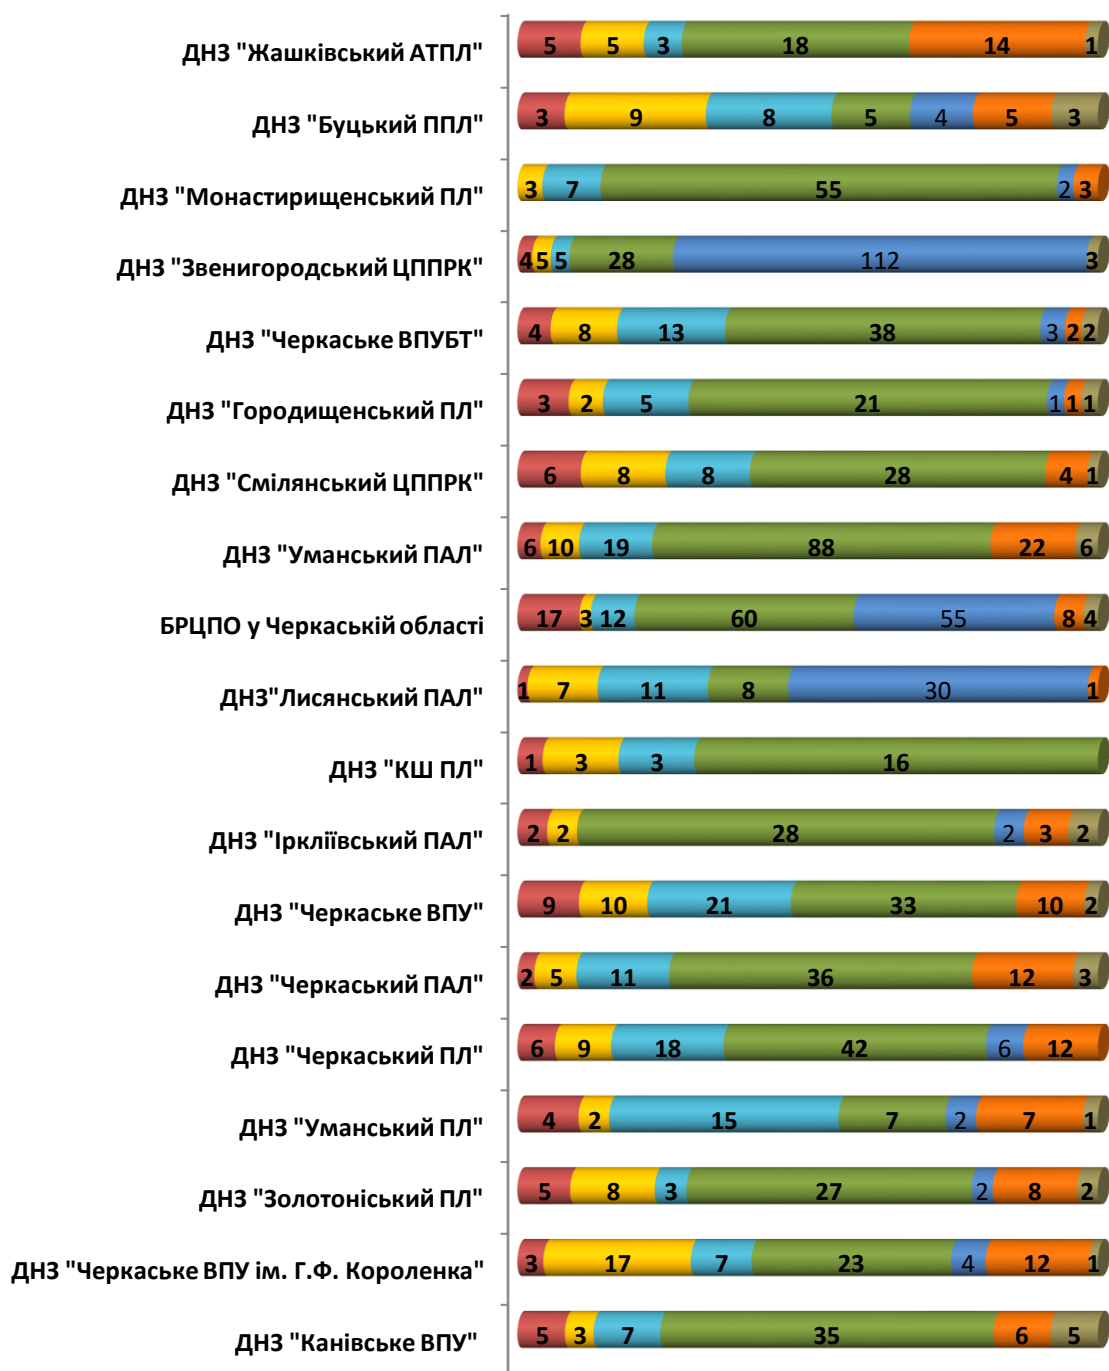 ДНЗ "Жашківський АТПЛ" 5 5 3 18 14 1
ДНЗ "Буцький ППЛ" 3 9 8 5 4 5 3
ДНЗ "Монастирищенський ПЛ" 3 7 55 2 3
ДНЗ "Звенигородський ЦППРК" 4 5 5 28 112 3
ДНЗ "Черкаське ВПУБТ" 4 8 13 38 3 2 2
ДНЗ "Городищенський ПЛ" 3 2 5 21 1 1 1
ДНЗ "Смілянський ЦППРК" 6 8 8 28 4 1
ДНЗ "Уманський ПАЛ" 6 10 19 88 22 6
БРЦПО у Черкаській області 17 3 12 60 55 8 4
ДНЗ"Лисянський ПАЛ" 1 7 11 8 30 1
ДНЗ "КШ ПЛ" 1 3 3 16
ДНЗ "Іркліївський ПАЛ" 2 2 28 2 3 2
ДНЗ "Черкаське ВПУ" 9 10 21 33 10 2
ДНЗ "Черкаський ПАЛ" 2 5 11 36 12 3
ДНЗ "Черкаський ПЛ" 6 9 18 42 6 12
ДНЗ "Уманський ПЛ" 4 2 15 7 2 7 1
ДНЗ "Золотоніський ПЛ" 5 8 3 27 2 8 2
ДНЗ "Черкаське ВПУ ім. Г.Ф. Короленка" 3 17 7 23 4 12 1
ДНЗ "Канівське ВПУ" 5 3 7 35 6 5